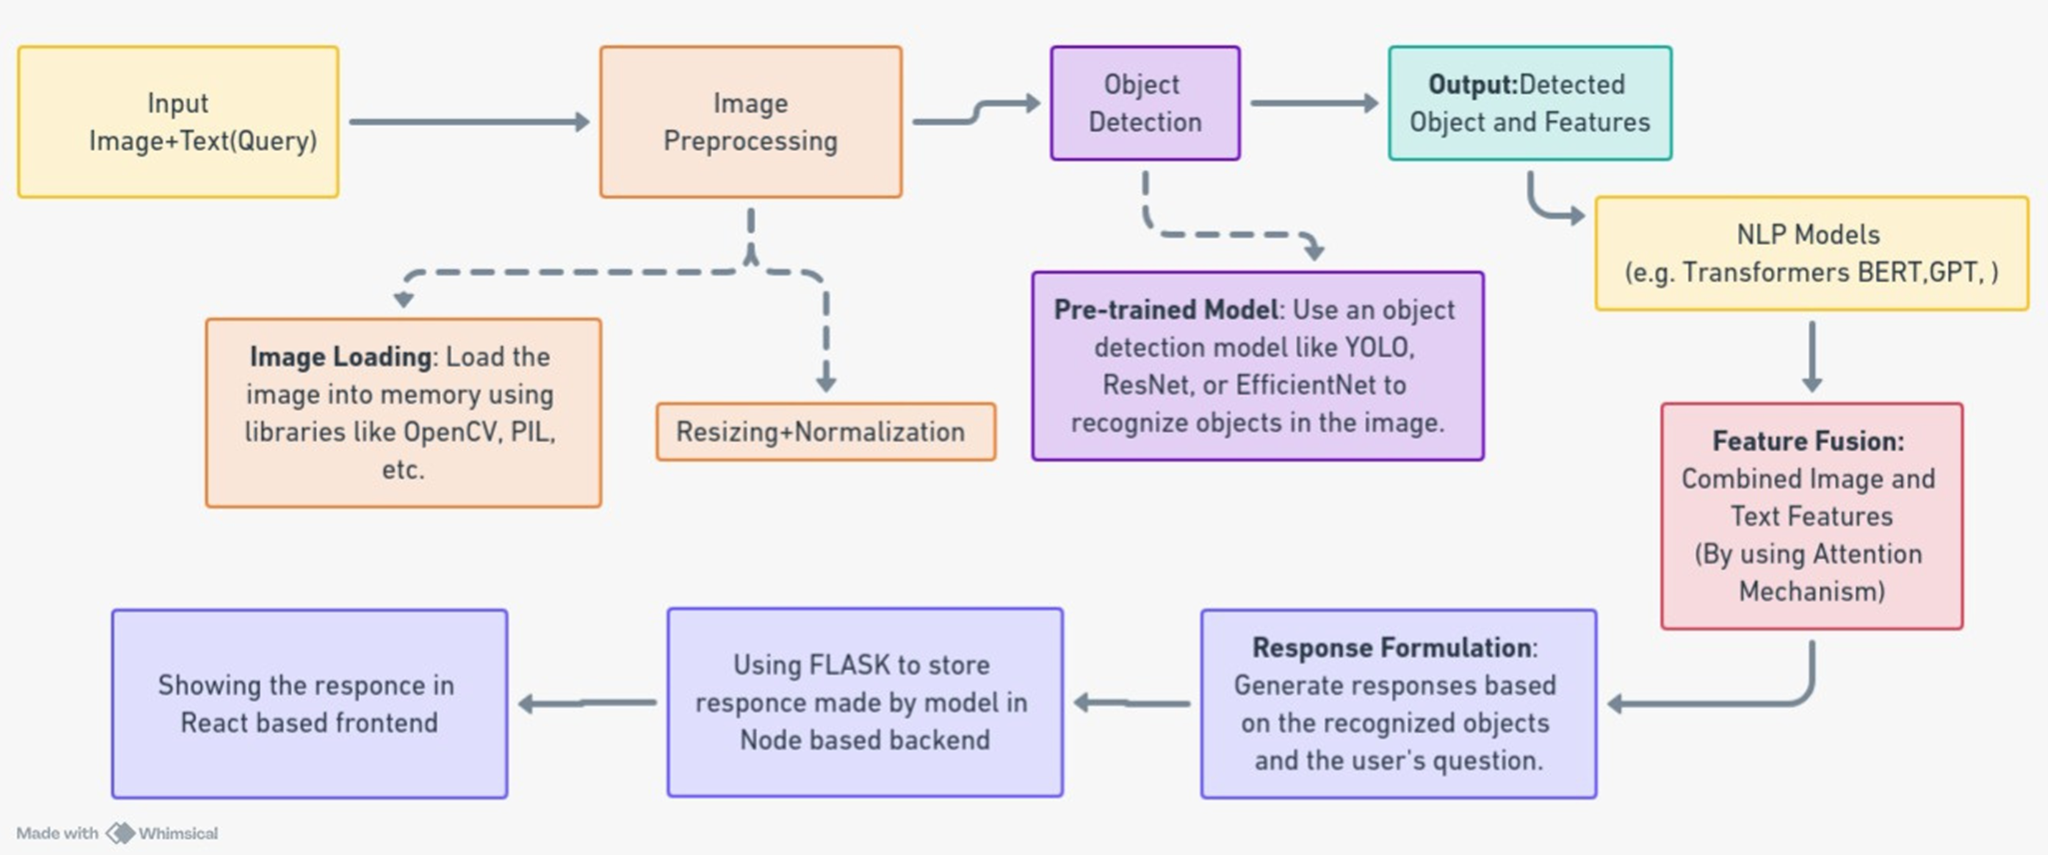 Input
Image+Text(Query)
Image
Preprocessing
Object
Detection
Output:Detected
Object and Features
NLP Models
(e.g. Transformers BERT,GPT, )
Image Loading: Load the
image into memory using
libraries like OpenCV, PIL,
etc.
Resizing+Normalization
Pre-trained Model: Use an object
detection model like YOLO,
ResNet, or EfficientNet to
recognize objects in the image.
Feature Fusion:
Combined Image and
Text Features
(By using Attention
Mechanism)
Response Formulation:
Generate responses based
on the recognized objects
and the user's question.
Using FLASK to store
responce made by model in
Node based backend
Showing the responce in
React based frontend
Made with Whimsical